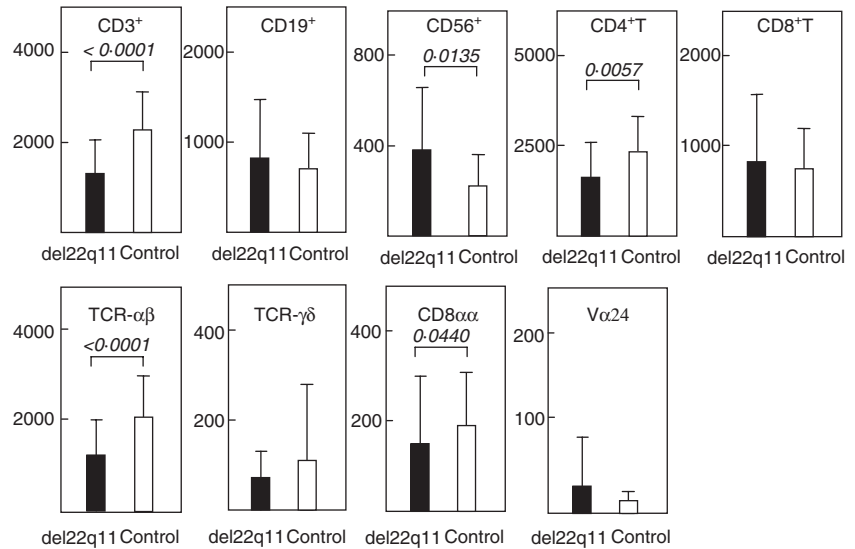 CD3⁺
< 0·0001
4000
2000
del22q11 Control
CD19⁺
2000
1000
del22q11 Control
CD56⁺
0·0135
800
400
del22q11 Control
CD4⁺T
0·0057
5000
2500
del22q11 Control
CD8⁺T
2000
1000
del22q11 Control
TCR-αβ
<0·0001
4000
2000
del22q11 Control
TCR-γδ
400
200
del22q11 Control
CD8αα
0·0440
400
200
del22q11 Control
Vα24
200
100
del22q11 Control